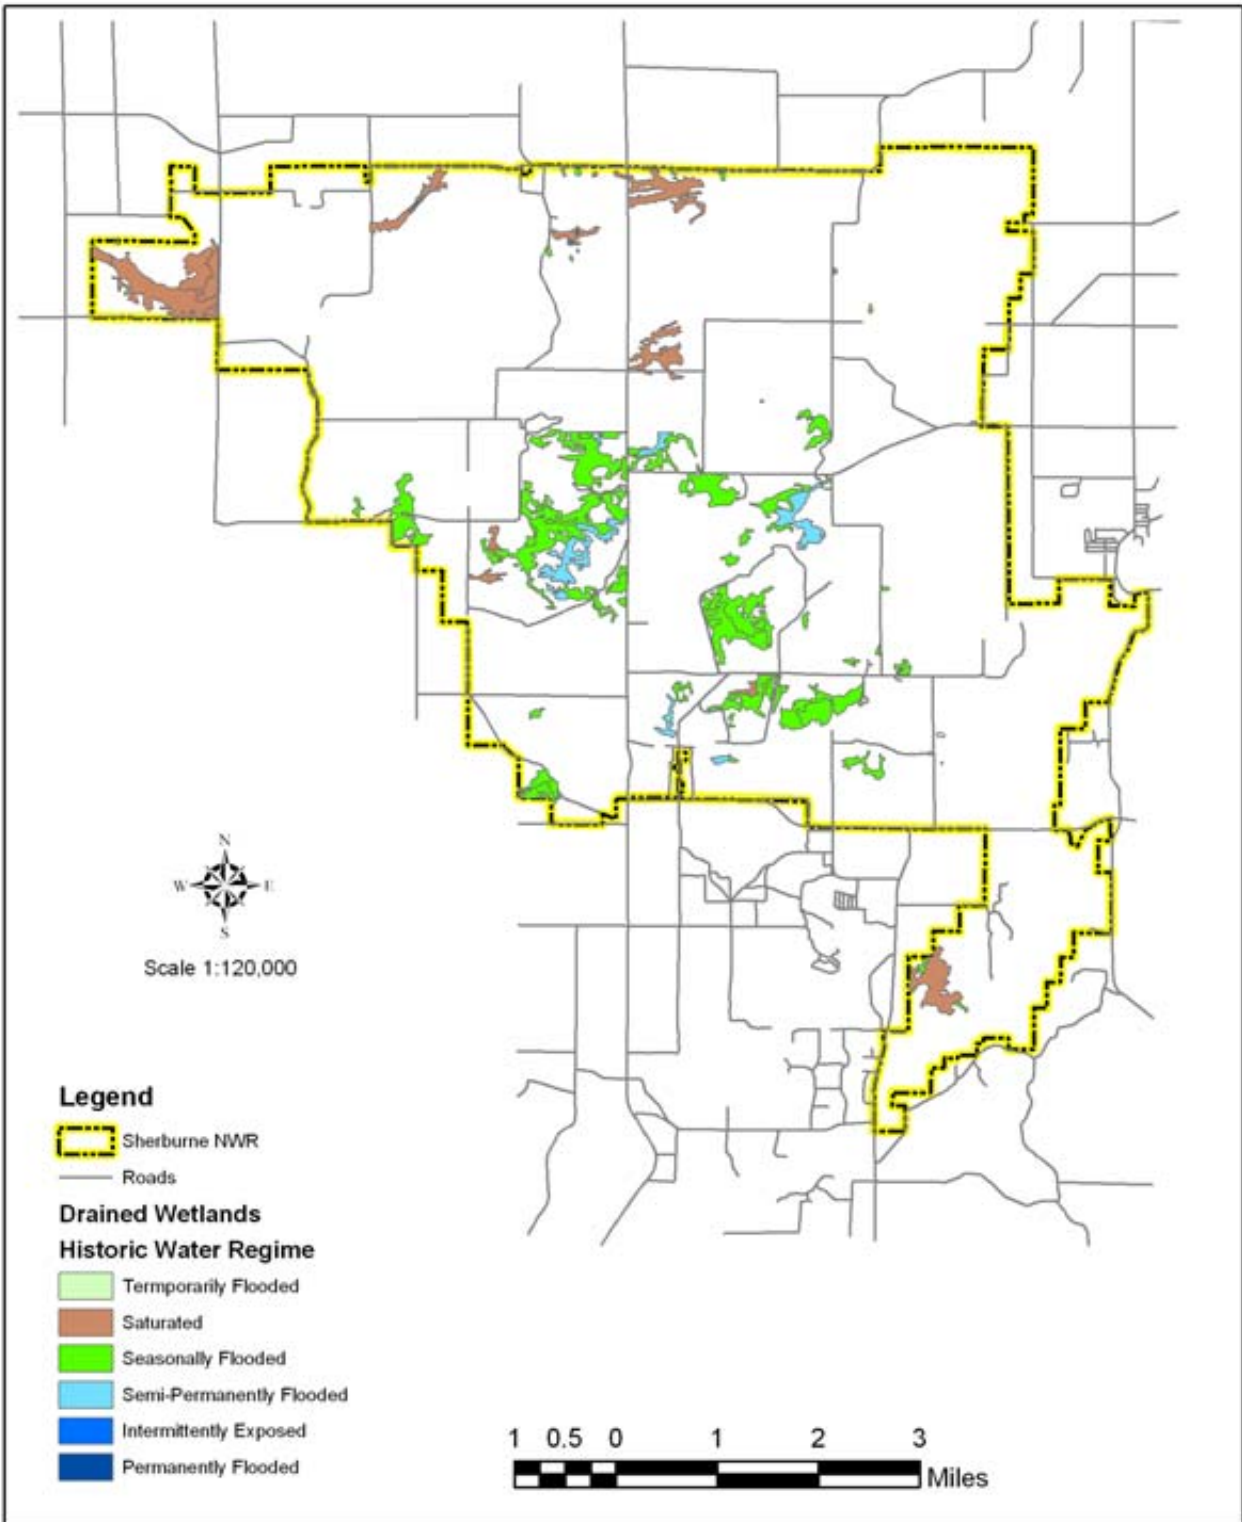 N
W E
S
Scale 1:120,000
Legend
Sherburne NWR
Roads
Drained Wetlands
Historic Water Regime
Termporarily Flooded
Saturated
Seasonally Flooded
Semi-Permanently Flooded
Intermittently Exposed
Permanently Flooded
1 0.5 0 1 2 3
Miles